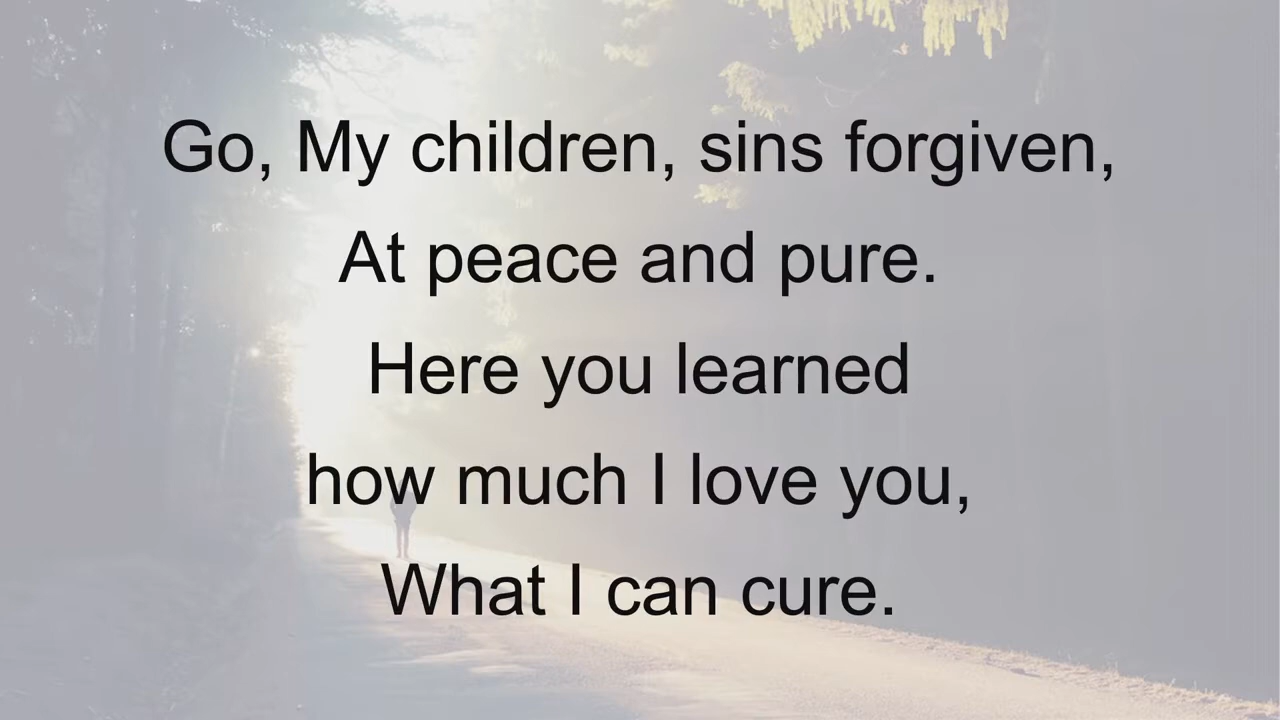 Go, My children, sins forgiven,
At peace and pure.
Here you learned
how much I love you,
What I can cure.